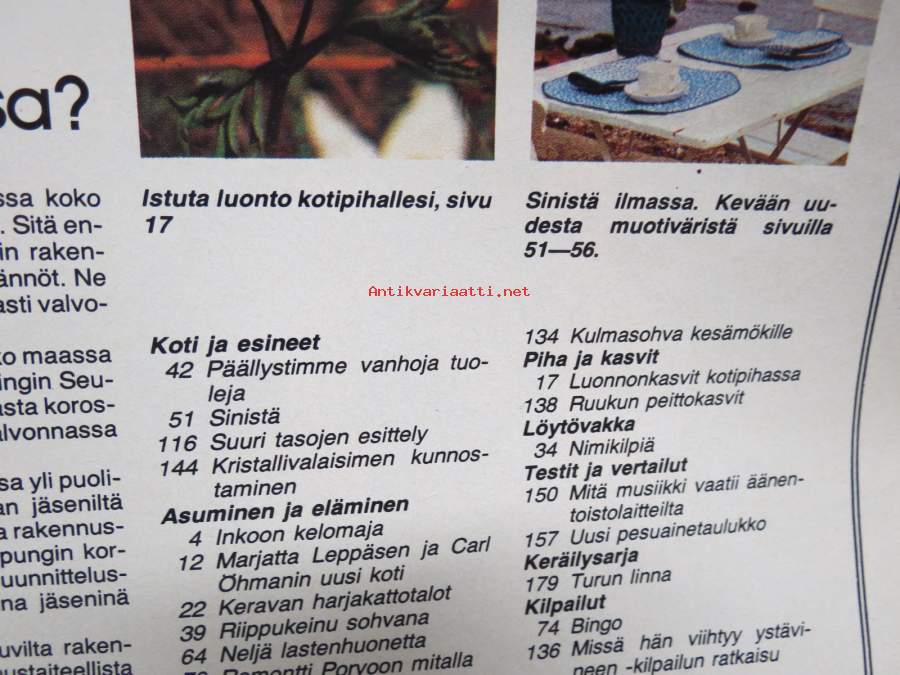 sa?
ssa koko
. Sitä en-
in raken-
ännöt. Ne
asti valvo-
ko maassa
ingin Seu-
asta koros-
alvonnassa
sa yli puoli-
an jäseniltä
a rakennus-
pungin kor-
uunnittelus-
na jäseninä
uvilta raken-
nustaiteellista
Istuta luonto kotipihallesi, sivu
17
Sinistä ilmassa. Kevään uu-
desta muotiväristä sivuilla
51—56.
Antikvariaatti.net
Koti ja esineet
42 Päällystimme vanhoja tuo-
leja
51 Sinistä
116 Suuri tasojen esittely
144 Kristallivalaisimen kunnos-
taminen
Asuminen ja eläminen
4 Inkoon kelomaja
12 Marjatta Leppäsen ja Carl
Öhmanin uusi koti
22 Keravan harjakattotalot
39 Riippukeinu sohvana
64 Neljä lastenhuonetta
Remontti Porvoon mitalla
134 Kulmasohva kesämökille
Piha ja kasvit
17 Luonnonkasvit kotipihassa
138 Ruukun peittokasvit
Löytövakka
34 Nimikilpiä
Testit ja vertailut
150 Mitä musiikki vaatii äänen-
toistolaitteilta
157 Uusi pesuainetaulukko
Keräilysarja
179 Turun linna
Kilpailut
74 Bingo
136 Missä hän viihtyy ystävi-
neen -kilpailun ratkaisu